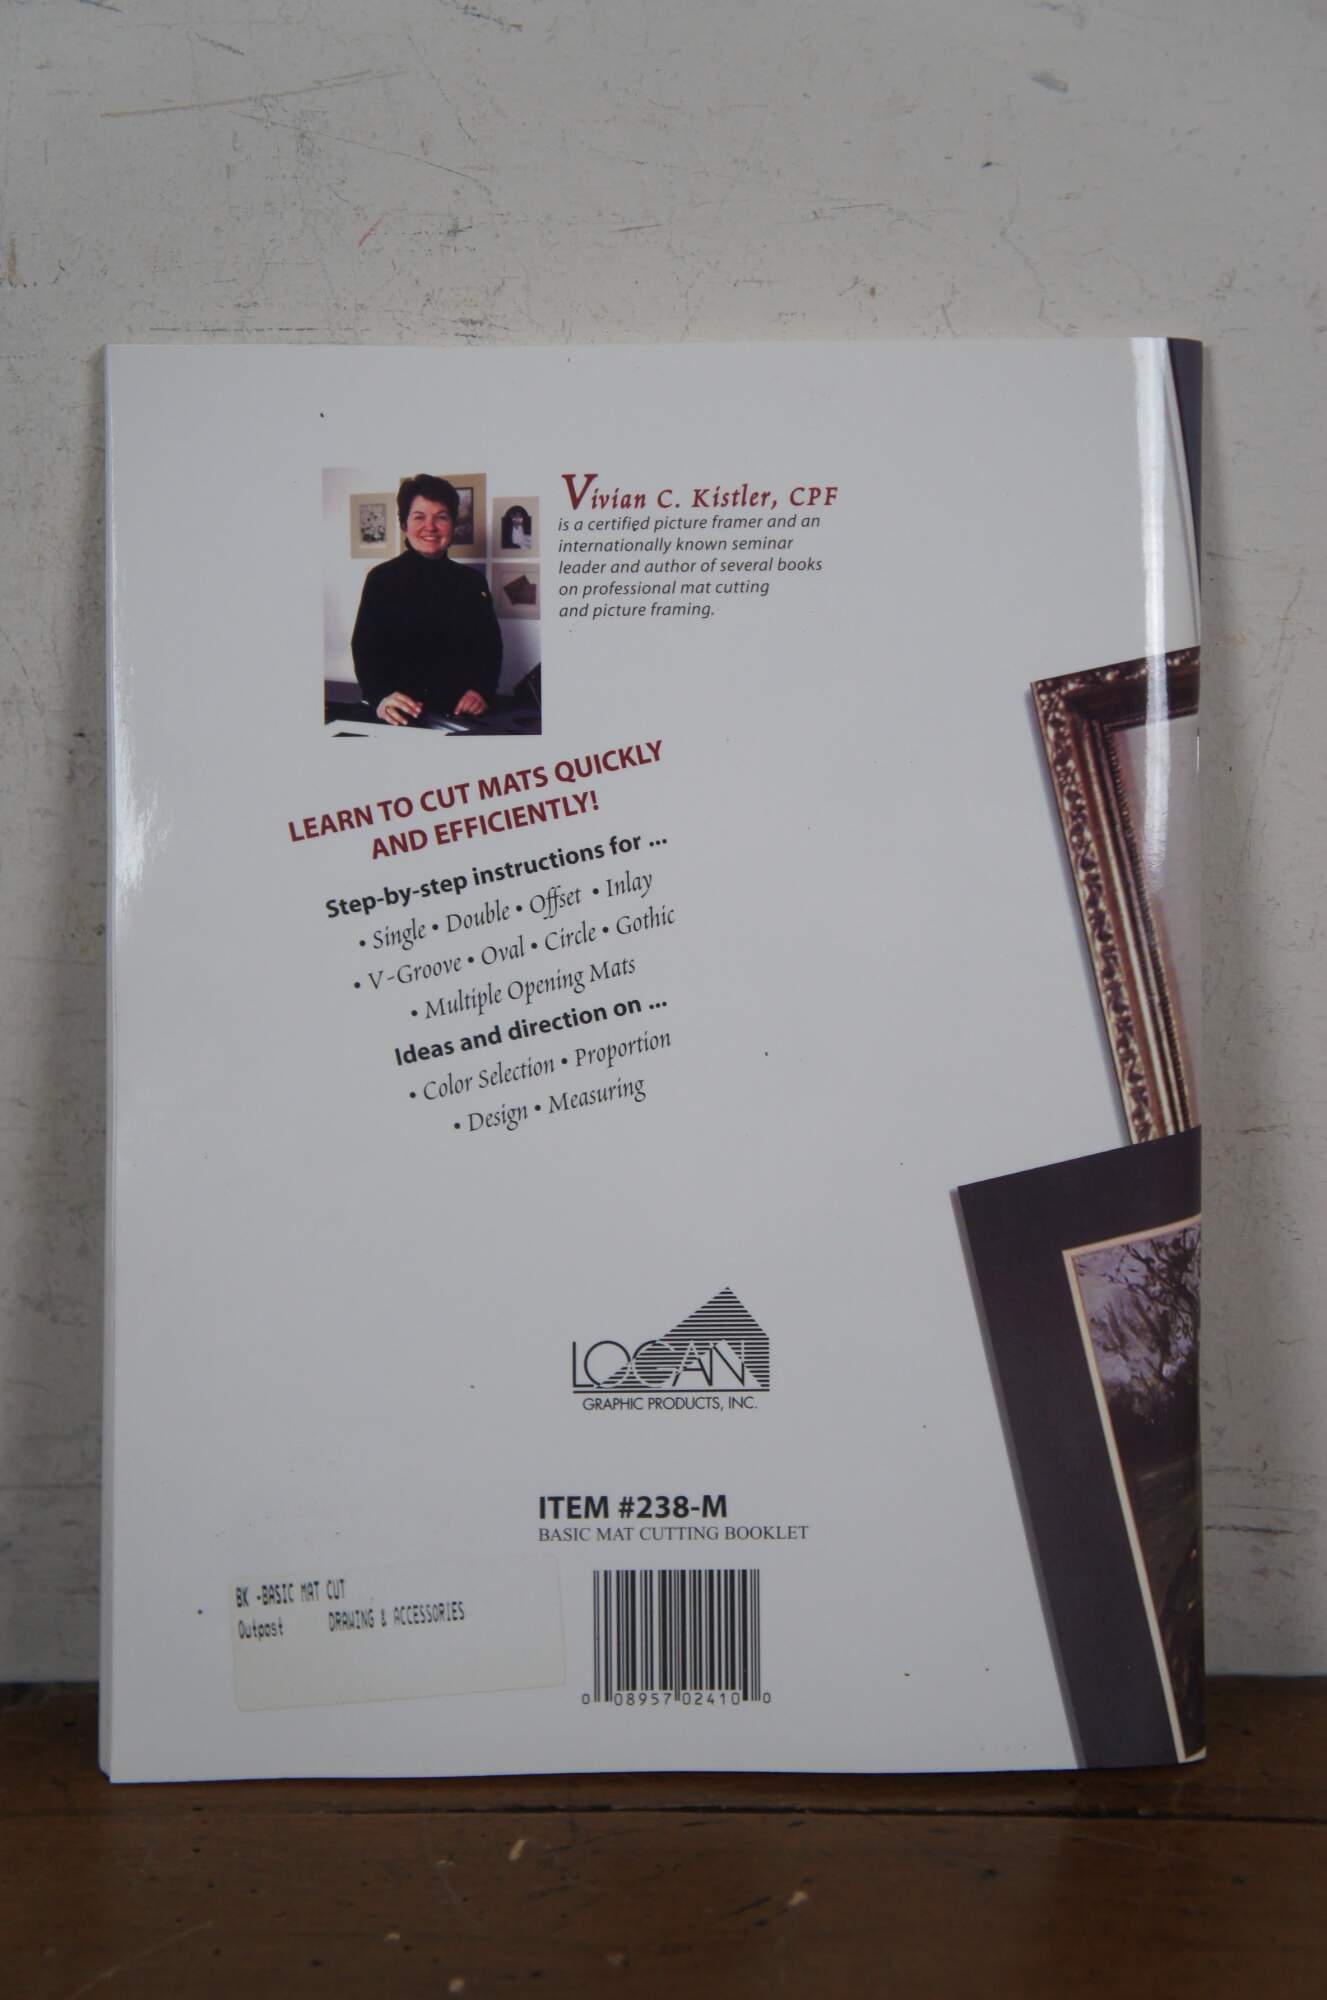 Vivian C. Kistler, CPF
is a certified picture framer and an
internationally known seminar
leader and author of several books
on professional mat cutting
and picture framing.
LEARN TO CUT MATS QUICKLY
AND EFFICIENTLY!
Step-by-step instructions for ...
• Single • Double • Offset • Inlay
• V-Groove • Oval • Circle • Gothic
• Multiple Opening Mats
Ideas and direction on ...
• Color Selection • Proportion
• Design • Measuring
LOGAN
GRAPHIC PRODUCTS, INC.
ITEM #238-M
BASIC MAT CUTTING BOOKLET
BK -BASIC MAT CUT
Outpost DRAWING & ACCESSORIES
0 08957 02410 0